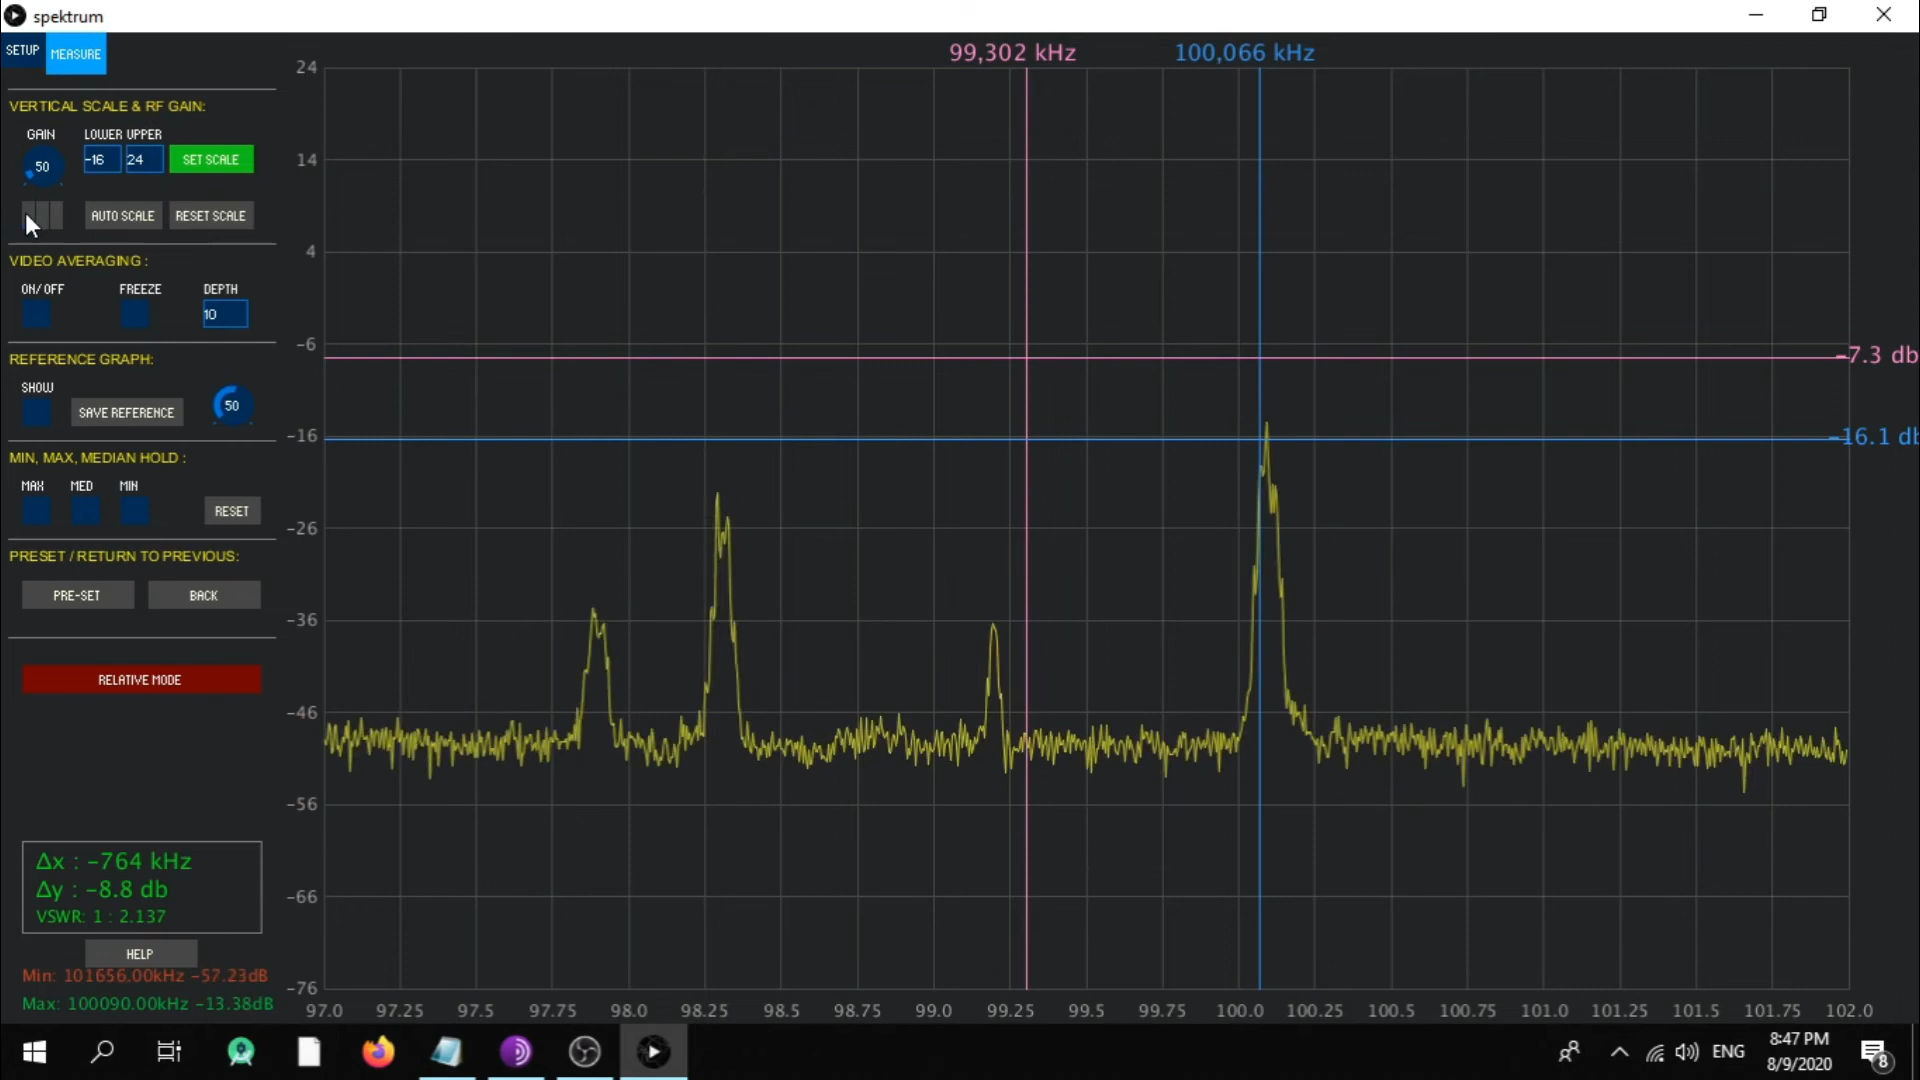 spektrum
SETUP MEASURE
99,302 kHz 100,066 kHz
VERTICAL SCALE & RF GAIN:
GAIN LOWER UPPER
50 -16 24 SET SCALE
AUTO SCALE RESET SCALE
VIDEO AVERAGING :
ON/OFF FREEZE DEPTH
10
REFERENCE GRAPH:
SHOW
SAVE REFERENCE 50
MIN, MAX, MEDIAN HOLD :
MAX MED MIN
RESET
PRESET / RETURN TO PREVIOUS:
PRE-SET BACK
RELATIVE MODE
Δx : -764 kHz
Δy : -8.8 db
VSWR: 1 : 2.137
HELP
Min: 101656.00kHz -57.23dB
Max: 100090.00kHz -13.38dB
24
14
4
-6
-16
-26
-36
-46
-56
-66
-76
-7.3 db
-16.1 db
97.0 97.25 97.5 97.75 98.0 98.25 98.5 98.75 99.0 99.25 99.5 99.75 100.0 100.25 100.5 100.75 101.0 101.25 101.5 101.75 102.0
ENG
8:47 PM
8/9/2020
8